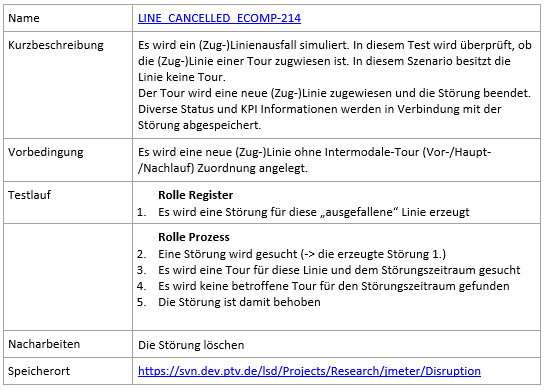 Name LINE_CANCELLED_ECOMP-214
Kurzbeschreibung Es wird ein (Zug-)Linienausfall simuliert. In diesem Test wird überprüft, ob
die (Zug-)Linie einer Tour zugwiesen ist. In diesem Szenario besitzt die
Linie keine Tour.
Der Tour wird eine neue (Zug-)Linie zugewiesen und die Störung beendet.
Diverse Status und KPI Informationen werden in Verbindung mit der
Störung abgespeichert.
Vorbedingung Es wird eine neue (Zug-)Linie ohne Intermodale-Tour (Vor-/Haupt-
/Nachlauf) Zuordnung angelegt.
Testlauf Rolle Register
1. Es wird eine Störung für diese „ausgefallene“ Linie erzeugt
Rolle Prozess
2. Eine Störung wird gesucht (-> die erzeugte Störung 1.)
3. Es wird eine Tour für diese Linie und dem Störungszeitraum gesucht
4. Es wird keine betroffene Tour für den Störungszeitraum gefunden
5. Die Störung ist damit behoben
Nacharbeiten Die Störung löschen
Speicherort https://svn.dev.ptv.de/lsd/Projects/Research/jmeter/Disruption